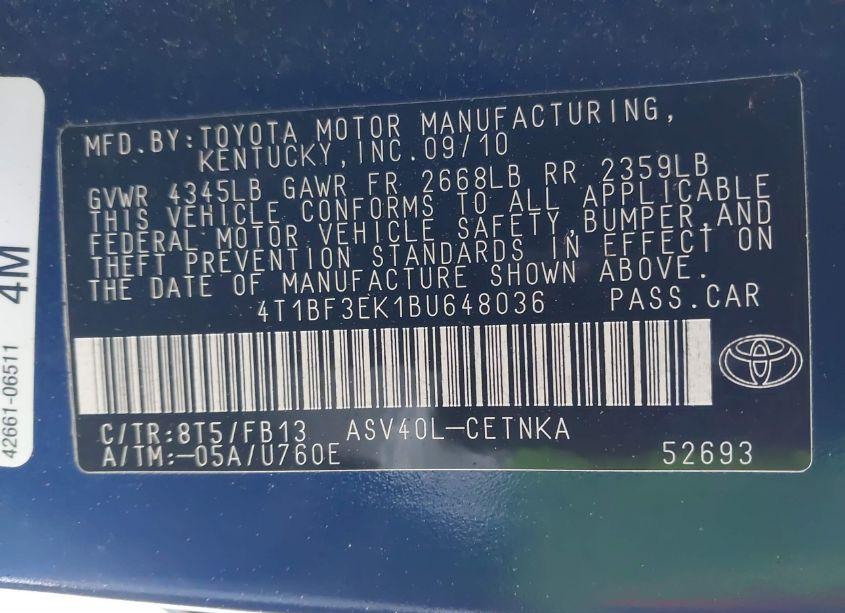 MFD.BY:TOYOTA MOTOR MANUFACTURING,
KENTUCKY,INC.09/10
GVWR 4345LB GAWR FR 2668LB RR 2359LB
THIS VEHICLE CONFORMS TO ALL APPLICABLE
FEDERAL MOTOR VEHICLE SAFETY,BUMPER,AND
THEFT PREVENTION STANDARDS IN EFFECT ON
THE DATE OF MANUFACTURE SHOWN ABOVE.
4T1BF3EK1BU648036 PASS.CAR
C/TR:8T5/FB13 ASV40L-CETNKA
A/TM:-05A/U760E 52693
42661-06511 4M